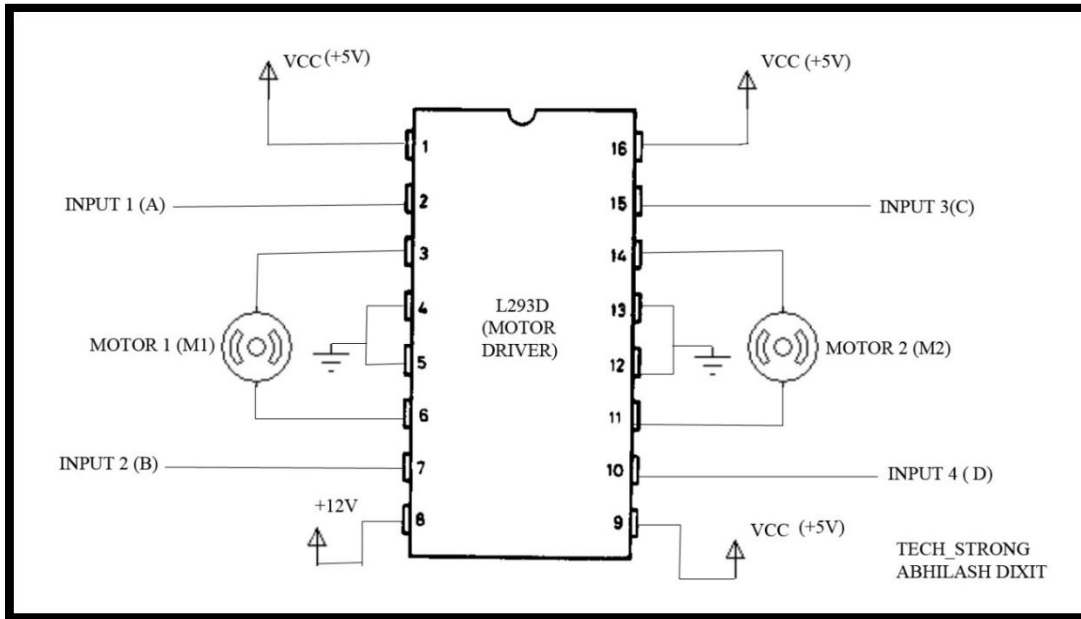 VCC (+5V)
VCC (+5V)
1
16
INPUT 1 (A)
2
15
INPUT 3(C)
3
14
4
L293D
(MOTOR
DRIVER)
13
MOTOR 1 (M1)
MOTOR 2 (M2)
5
12
6
11
INPUT 2 (B)
7
10
INPUT 4 ( D)
+12V
8
9
VCC (+5V)
TECH_STRONG
ABHILASH DIXIT